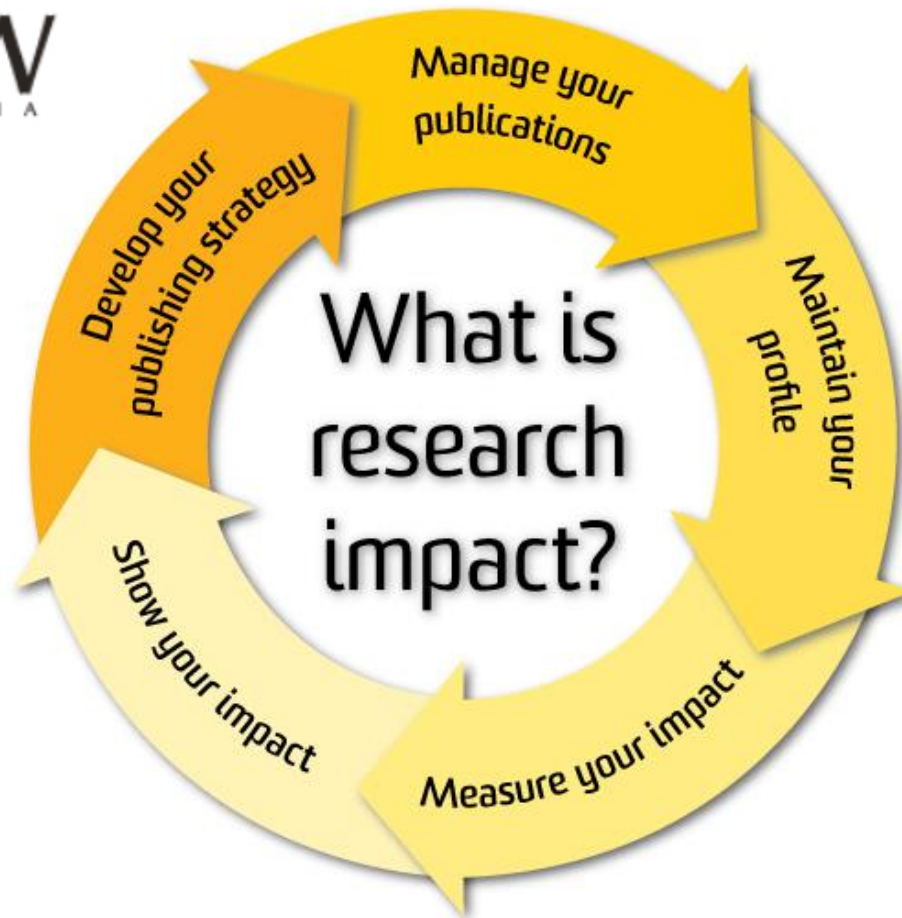 What is
research
impact?
Develop your
publishing strategy
Manage your
publications
Maintain your
profile
Measure your impact
Show your impact